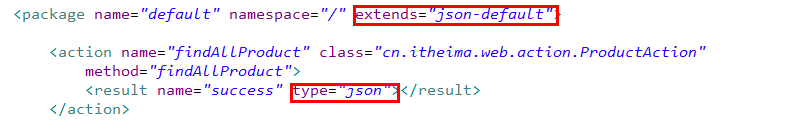 <package name="default" namespace="/" extends="json-default">
<action name="findAllProduct" class="cn.itheima.web.action.ProductAction"
method="findAllProduct">
<result name="success" type="json"></result>
</action>